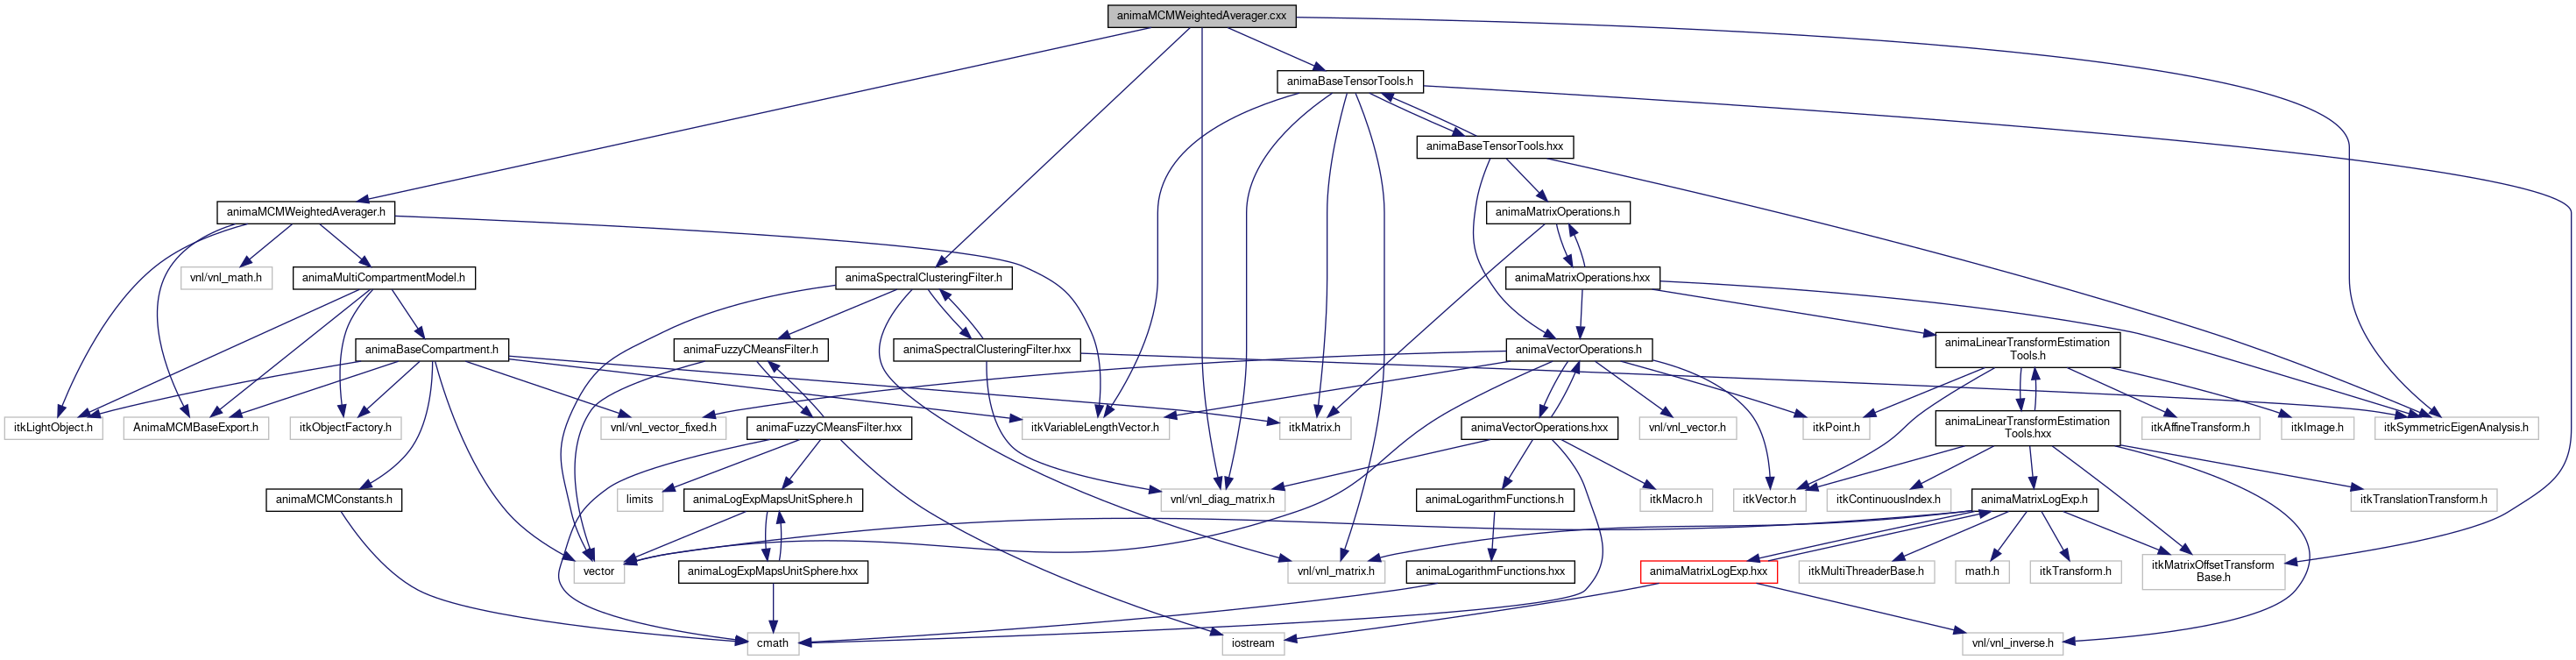 animaMCMWeightedAverager.cxx
animaBaseTensorTools.h
animaBaseTensorTools.hxx
animaMCMWeightedAverager.h
animaMatrixOperations.h
vnl/vnl_math.h
animaMultiCompartmentModel.h
animaSpectralClusteringFilter.h
animaMatrixOperations.hxx
animaBaseCompartment.h
animaFuzzyCMeansFilter.h
animaSpectralClusteringFilter.hxx
animaVectorOperations.h
animaLinearTransformEstimation
Tools.h
itkLightObject.h
AnimaMCMBaseExport.h
itkObjectFactory.h
vnl/vnl_vector_fixed.h
animaFuzzyCMeansFilter.hxx
itkVariableLengthVector.h
itkMatrix.h
animaVectorOperations.hxx
vnl/vnl_vector.h
itkPoint.h
animaLinearTransformEstimation
Tools.hxx
itkAffineTransform.h
itkImage.h
itkSymmetricEigenAnalysis.h
animaMCMConstants.h
limits
animaLogExpMapsUnitSphere.h
vnl/vnl_diag_matrix.h
animaLogarithmFunctions.h
itkMacro.h
itkVector.h
itkContinuousIndex.h
animaMatrixLogExp.h
itkTranslationTransform.h
vector
animaLogExpMapsUnitSphere.hxx
vnl/vnl_matrix.h
animaLogarithmFunctions.hxx
animaMatrixLogExp.hxx
itkMultiThreaderBase.h
math.h
itkTransform.h
itkMatrixOffsetTransform
Base.h
cmath
iostream
vnl/vnl_inverse.h